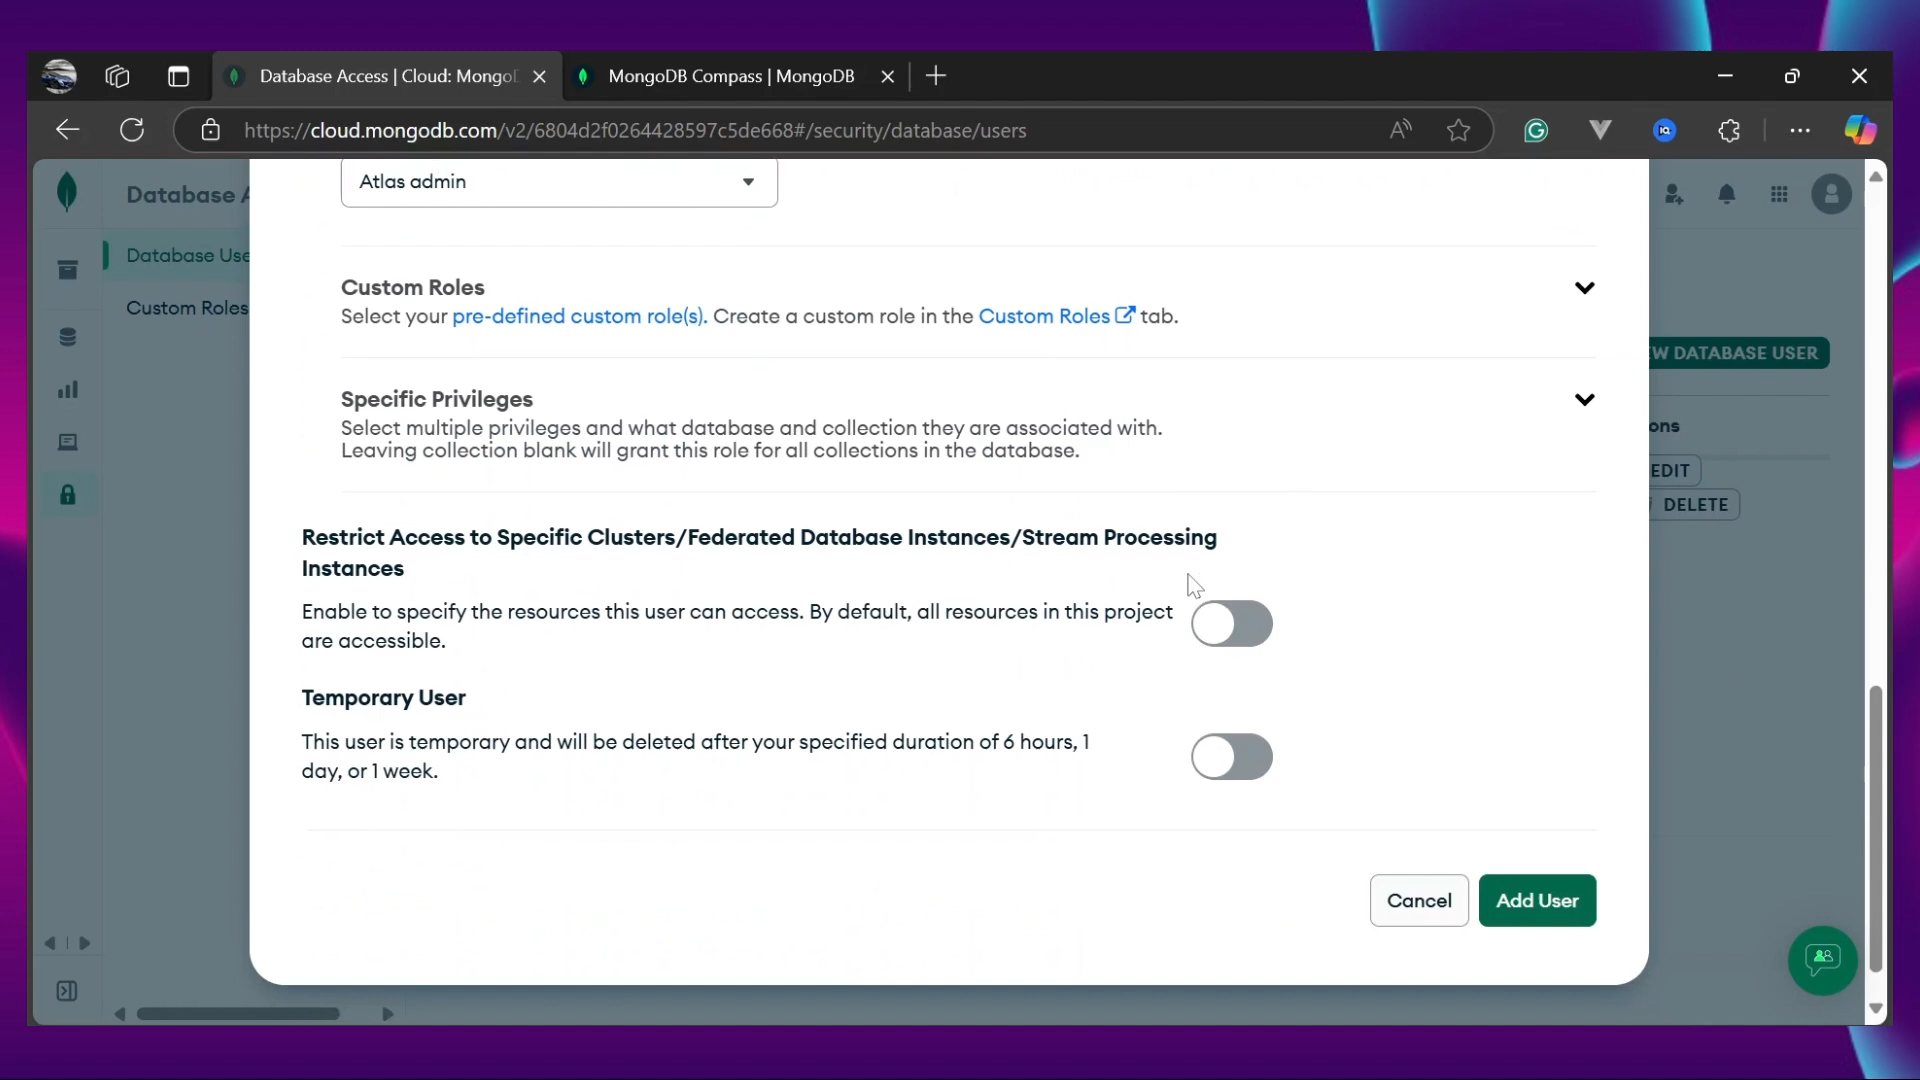 Database Access | Cloud: Mongo
MongoDB Compass | MongoDB
https://cloud.mongodb.com/v2/6804d2f0264428597c5de668#/security/database/users
Database A
Atlas admin
Database Use
Custom Roles
Custom Roles
Select your pre-defined custom role(s). Create a custom role in the Custom Roles tab.
W DATABASE USER
Specific Privileges
Select multiple privileges and what database and collection they are associated with.
Leaving collection blank will grant this role for all collections in the database.
ons
EDIT
DELETE
Restrict Access to Specific Clusters/Federated Database Instances/Stream Processing
Instances
Enable to specify the resources this user can access. By default, all resources in this project
are accessible.
Temporary User
This user is temporary and will be deleted after your specified duration of 6 hours, 1
day, or 1 week.
Cancel
Add User